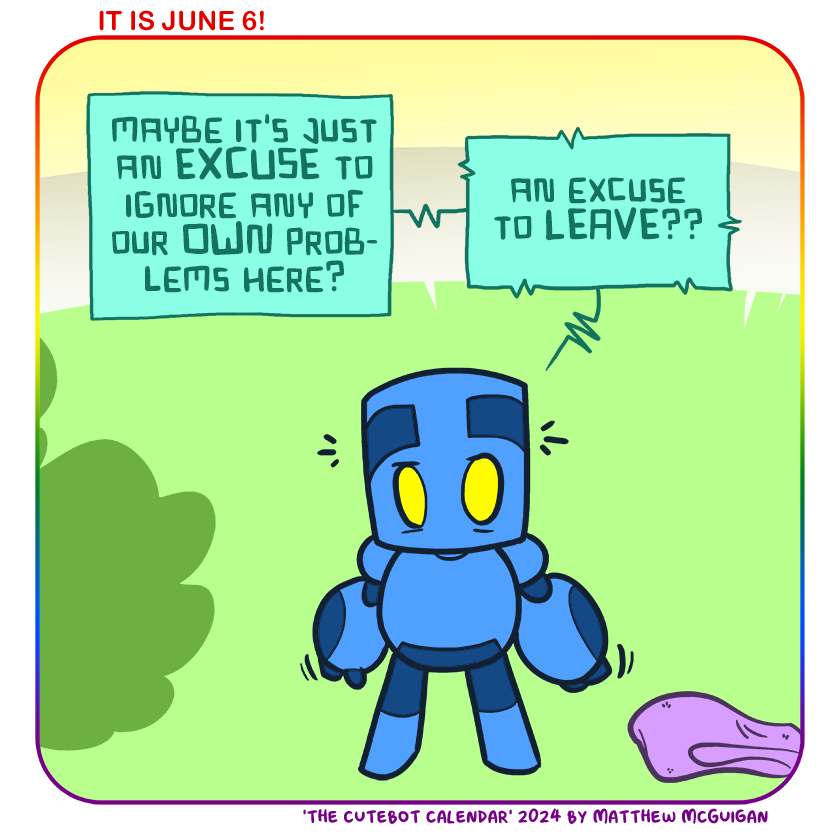 IT IS JUNE 6!
MAYBE IT'S JUST
AN EXCUSE TO
IGNORE ANY OF
OUR OWN PROB-
LEMS HERE?
AN EXCUSE
TO LEAVE??
'THE CUTEBOT CALENDAR' 2024 BY MATTHEW MCGUIGAN